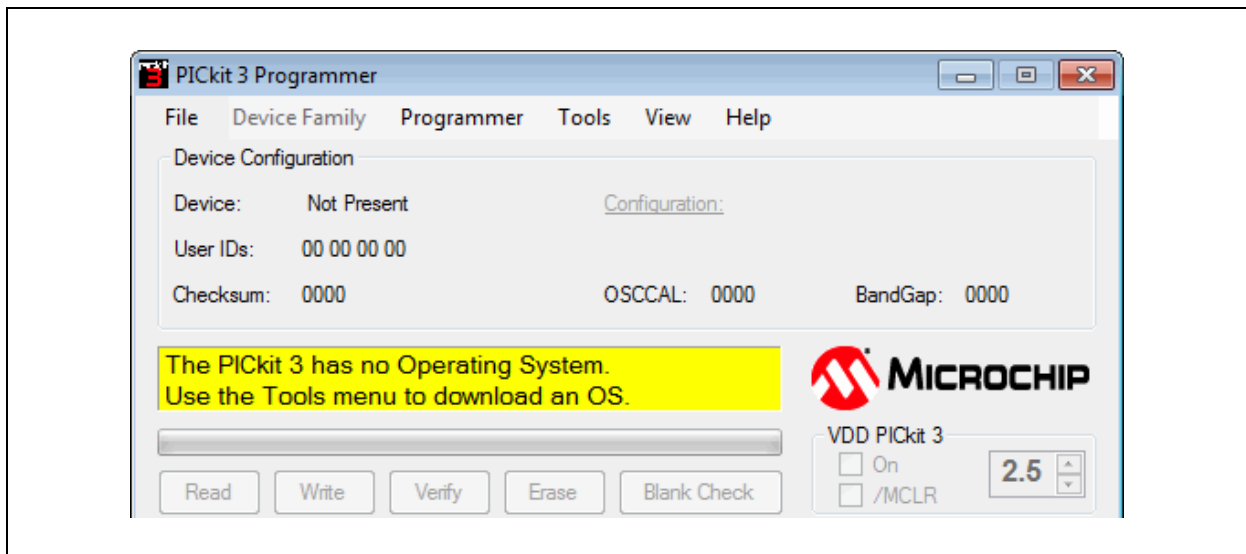 PICkit 3 Programmer
File Device Family Programmer Tools View Help
Device Configuration
Device: Not Present Configuration:
User IDs: 00 00 00 00
Checksum: 0000 OSCCAL: 0000 BandGap: 0000
The PICkit 3 has no Operating System.
Use the Tools menu to download an OS.
MICROCHIP
VDD PICkit 3
On
/MCLR
2.5
Read Write Verify Erase Blank Check